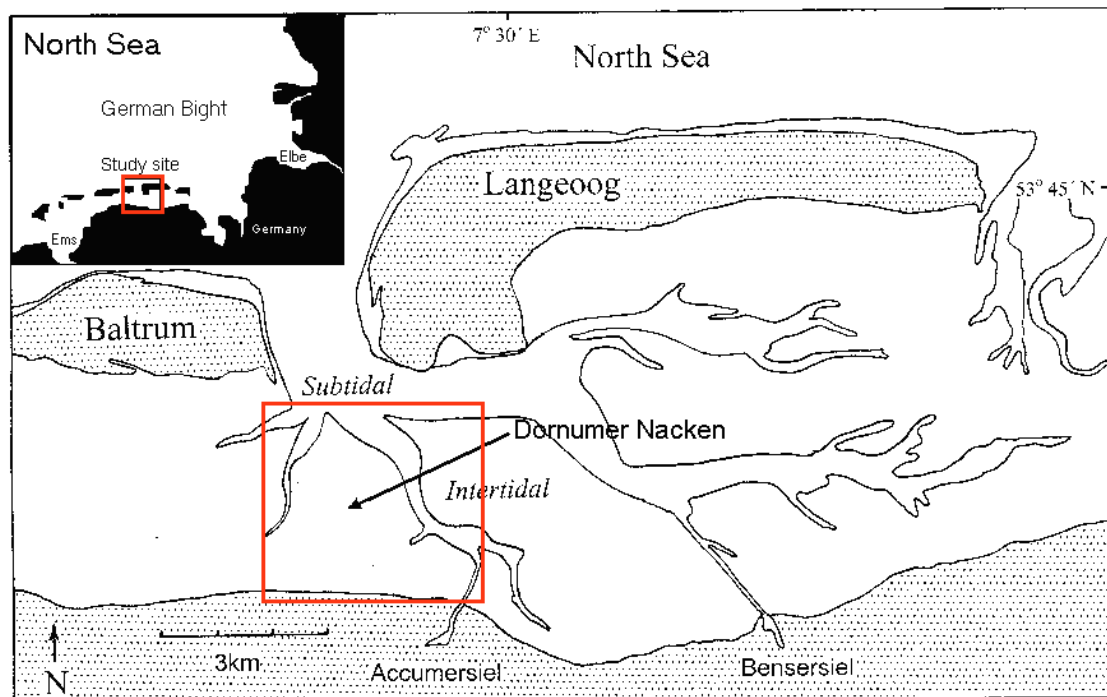 North Sea
German Bight
Study site
Elbe
Ems
Germany
7° 30´ E
North Sea
Langeoog
53° 45´ N
Baltrum
Subtidal
Dornumer Nacken
Intertidal
3km
N
Accumersiel
Bensersiel